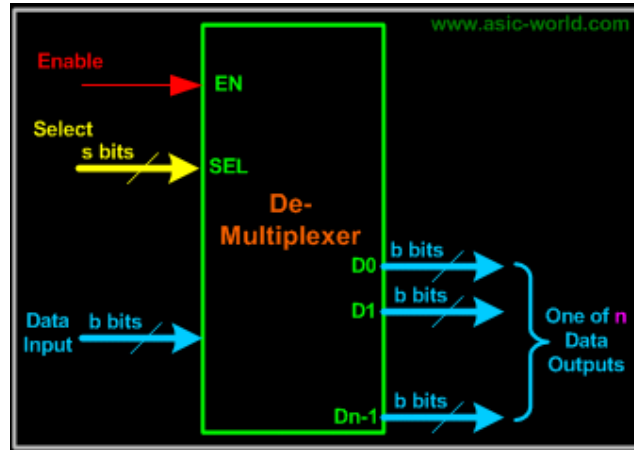 www.asic-world.com
Enable
EN
Select
s bits
SEL
De-
Multiplexer
D0
b bits
D1
b bits
Data
Input
b bits
One of n
Data
Outputs
Dn-1
b bits